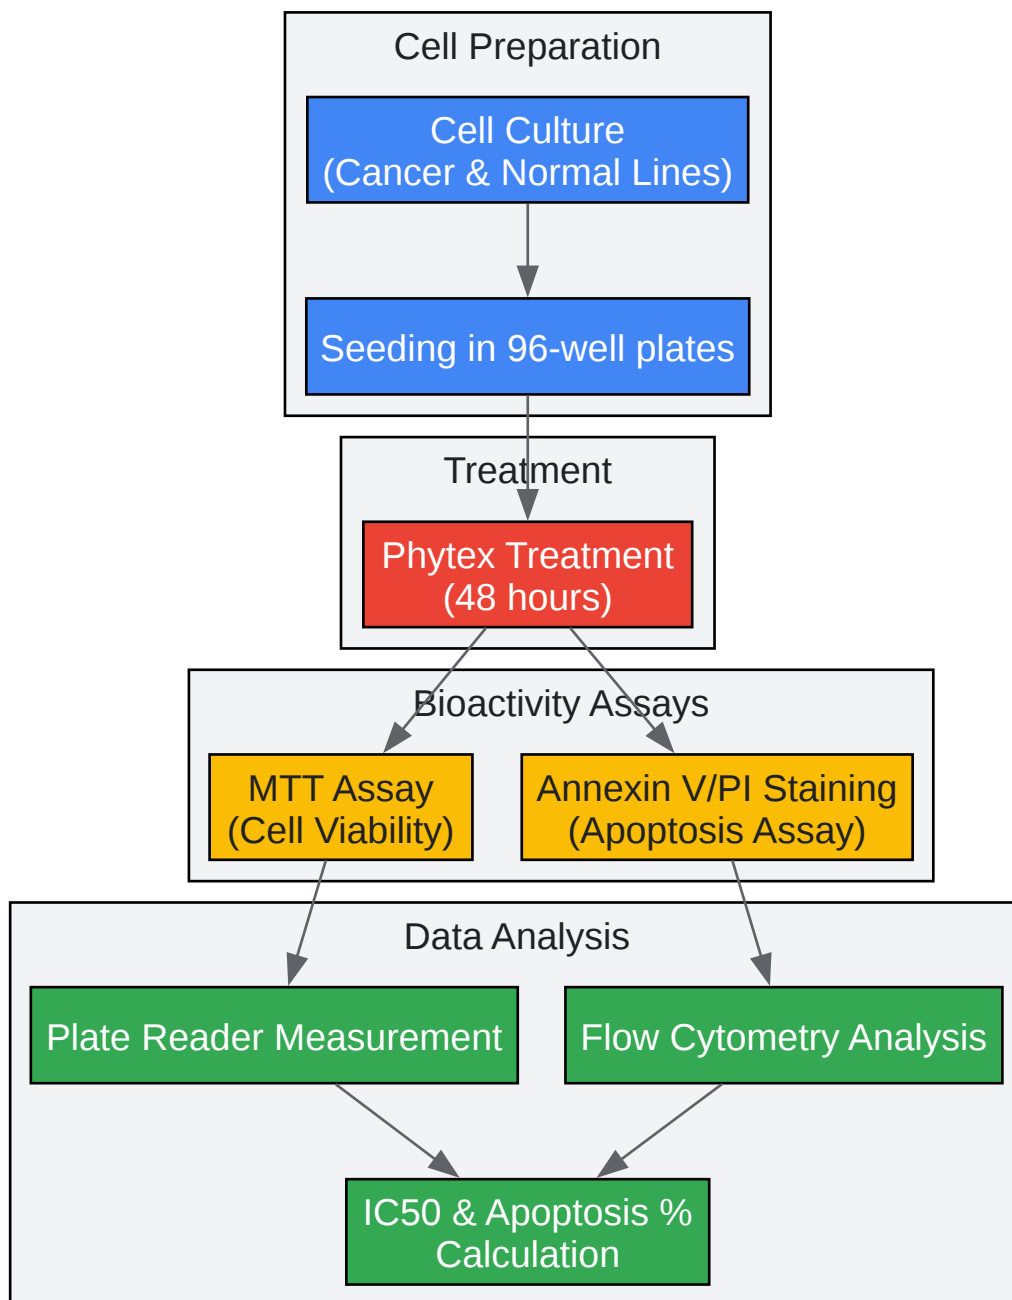 Cell Preparation
Cell Culture
(Cancer & Normal Lines)
Seeding in 96-well plates
Treatment
Phytex Treatment
(48 hours)
Bioactivity Assays
MTT Assay
(Cell Viability)
Annexin V/PI Staining
(Apoptosis Assay)
Data Analysis
Plate Reader Measurement
Flow Cytometry Analysis
IC50 & Apoptosis %
Calculation